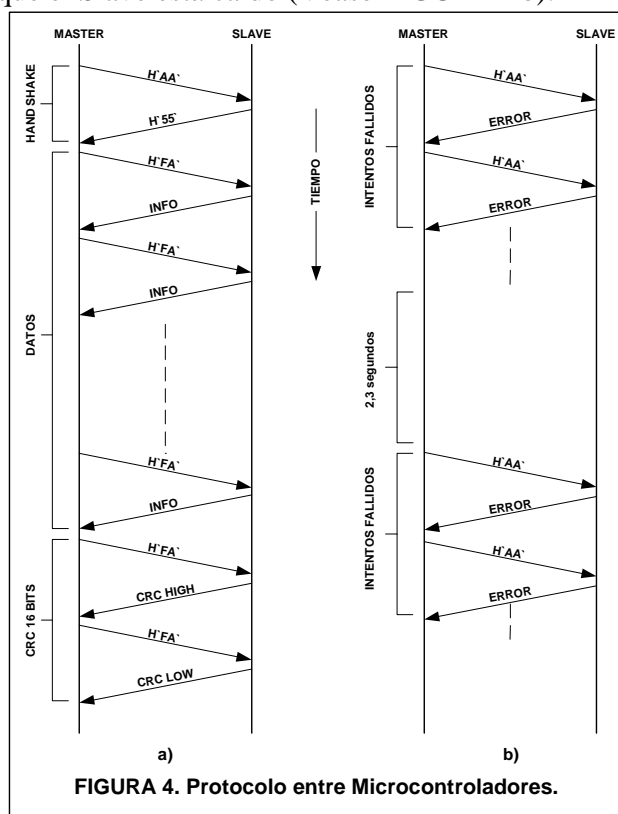 que el Slave
MASTER
SLAVE
HAND SHAKE
H`AA`
H`55`
DATOS
H`FA`
INFO
H`FA`
INFO
H`FA`
INFO
CRC 16 BITS
H`FA`
CRC HIGH
H`FA`
CRC LOW
a)
TIEMPO
MASTER
SLAVE
INTENTOS FALLIDOS
H`AA`
ERROR
H`AA`
ERROR
2,3 segundos
INTENTOS FALLIDOS
H`AA`
ERROR
H`AA`
ERROR
b)
FIGURA 4. Protocolo entre Microcontroladores.